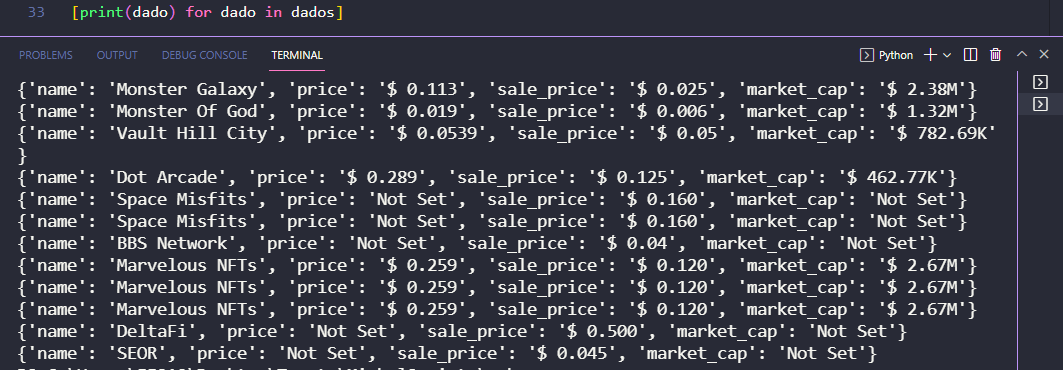 33 [print(dado) for dado in dados]
PROBLEMS OUTPUT DEBUG CONSOLE TERMINAL Python
{'name': 'Monster Galaxy', 'price': '$ 0.113', 'sale_price': '$ 0.025', 'market_cap': '$ 2.38M'}
{'name': 'Monster Of God', 'price': '$ 0.019', 'sale_price': '$ 0.006', 'market_cap': '$ 1.32M'}
{'name': 'Vault Hill City', 'price': '$ 0.0539', 'sale_price': '$ 0.05', 'market_cap': '$ 782.69K'
}
{'name': 'Dot Arcade', 'price': '$ 0.289', 'sale_price': '$ 0.125', 'market_cap': '$ 462.77K'}
{'name': 'Space Misfits', 'price': 'Not Set', 'sale_price': '$ 0.160', 'market_cap': 'Not Set'}
{'name': 'Space Misfits', 'price': 'Not Set', 'sale_price': '$ 0.160', 'market_cap': 'Not Set'}
{'name': 'BBS Network', 'price': 'Not Set', 'sale_price': '$ 0.04', 'market_cap': 'Not Set'}
{'name': 'Marvelous NFTs', 'price': '$ 0.259', 'sale_price': '$ 0.120', 'market_cap': '$ 2.67M'}
{'name': 'Marvelous NFTs', 'price': '$ 0.259', 'sale_price': '$ 0.120', 'market_cap': '$ 2.67M'}
{'name': 'Marvelous NFTs', 'price': '$ 0.259', 'sale_price': '$ 0.120', 'market_cap': '$ 2.67M'}
{'name': 'DeltaFi', 'price': 'Not Set', 'sale_price': '$ 0.500', 'market_cap': 'Not Set'}
{'name': 'SEOR', 'price': 'Not Set', 'sale_price': '$ 0.045', 'market_cap': 'Not Set'}